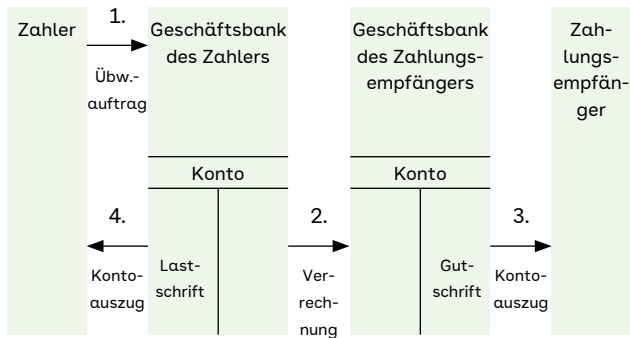 Zahler
1.
Übw.-
auftrag
Geschäftsbank
des Zahlers
Geschäftsbank
des Zahlungs-
empfängers
Zah-
lungs-
empfän-
ger
Konto
Konto
4.
Konto-
auszug
Last-
schrift
2.
Ver-
rech-
nung
Gut-
schrift
3.
Konto-
auszug